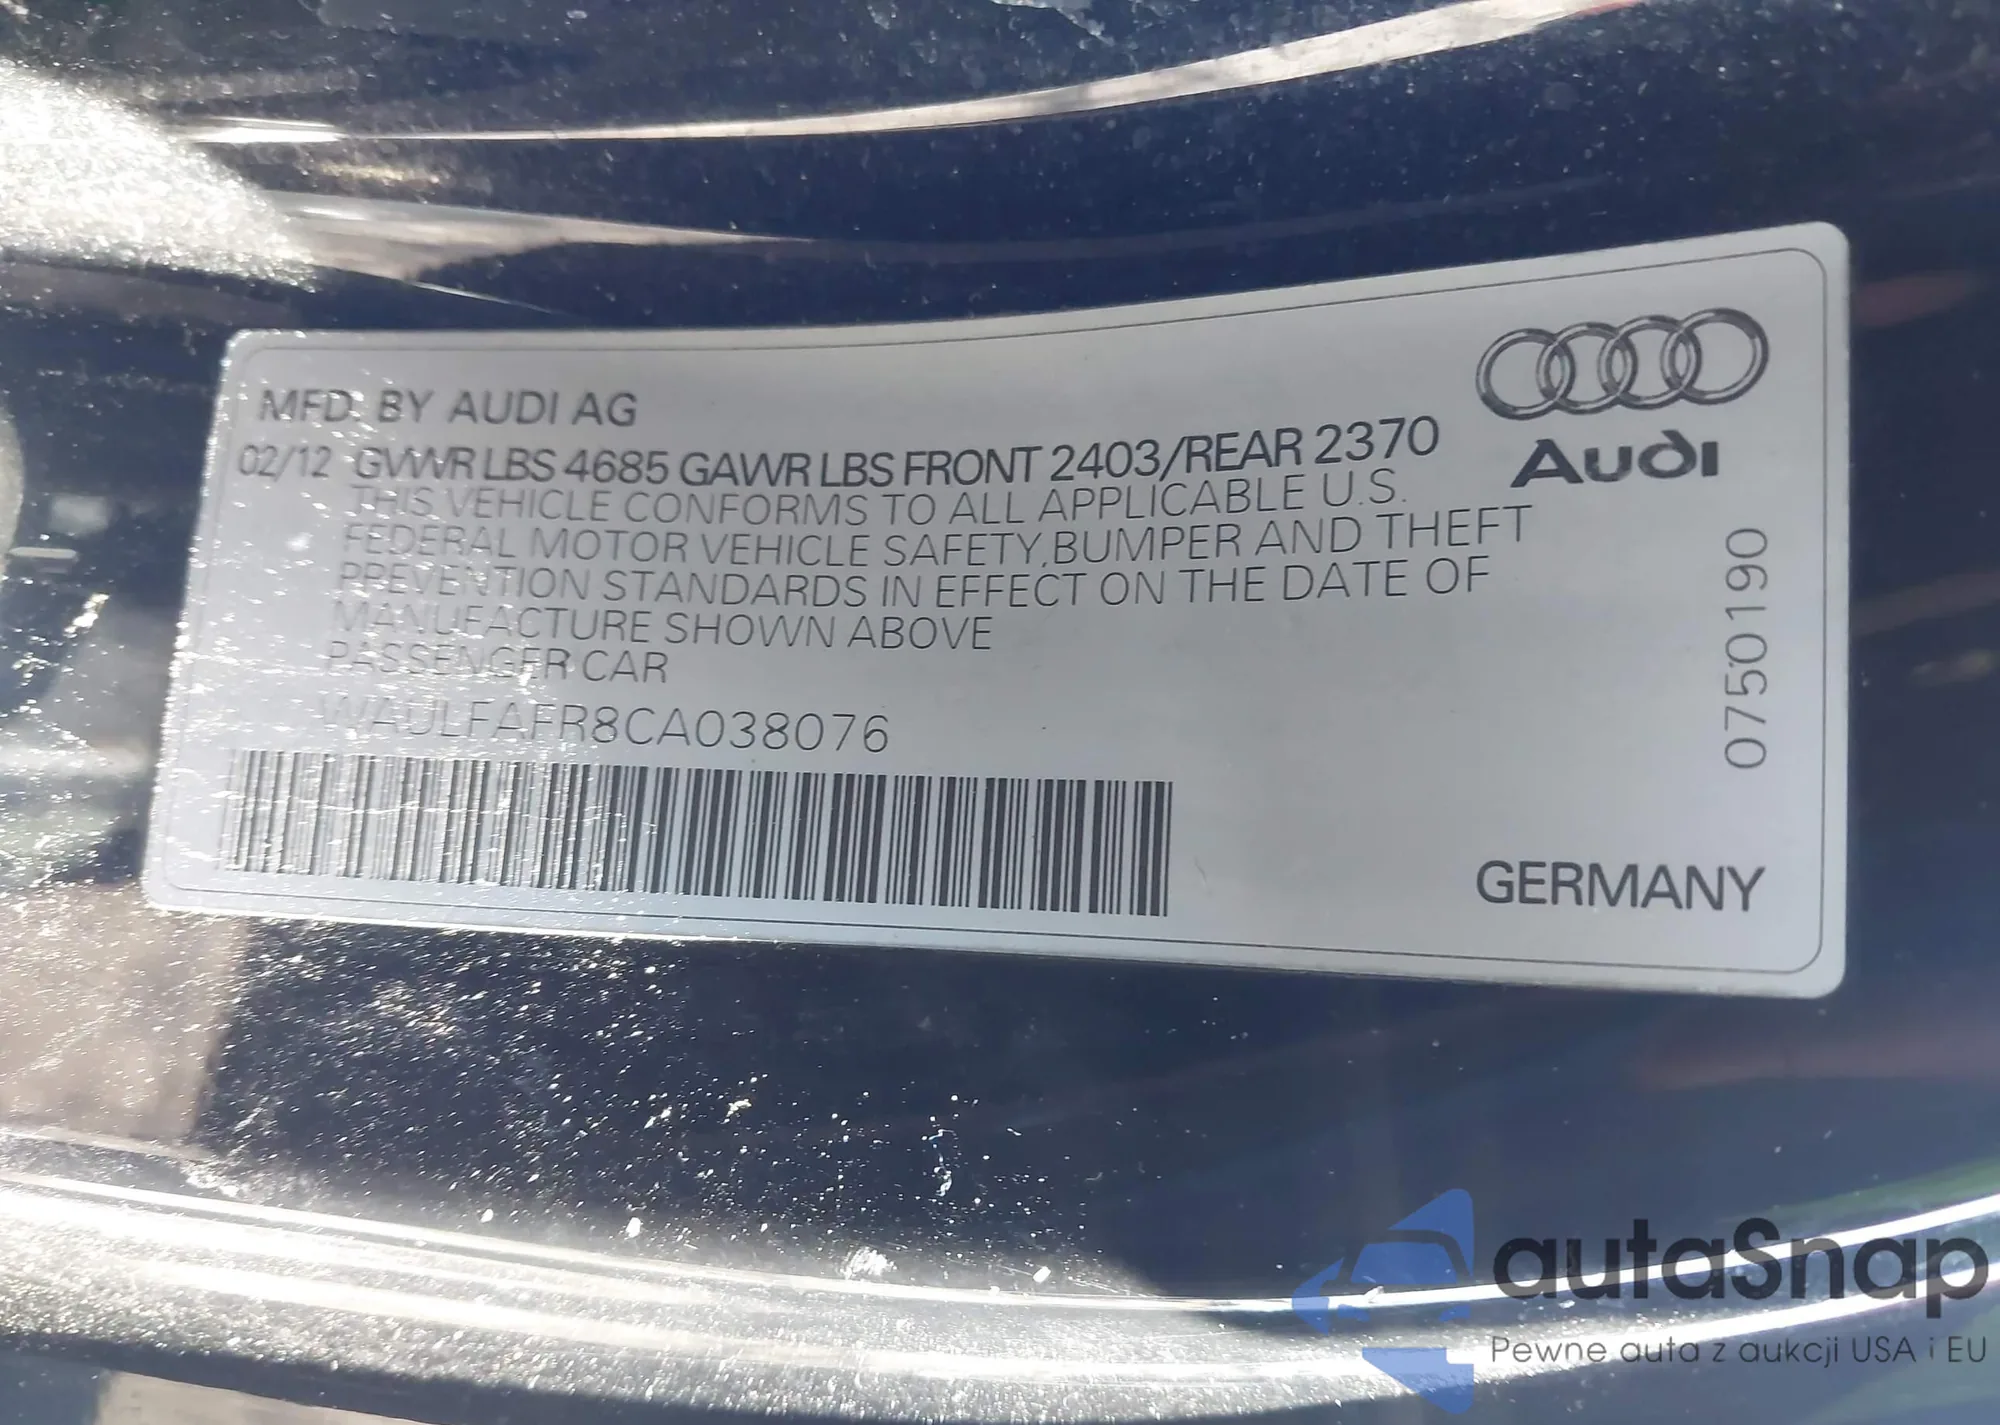 MFD. BY AUDI AG
02/12 GVWR LBS 4685 GAWR LBS FRONT 2403/REAR 2370
THIS VEHICLE CONFORMS TO ALL APPLICABLE U.S.
FEDERAL MOTOR VEHICLE SAFETY,BUMPER AND THEFT
PREVENTION STANDARDS IN EFFECT ON THE DATE OF
MANUFACTURE SHOWN ABOVE
PASSENGER CAR
WAULFAFR8CA038076
Audi
0750190
GERMANY
autaSnap
Pewne auta z aukcji USA i EU